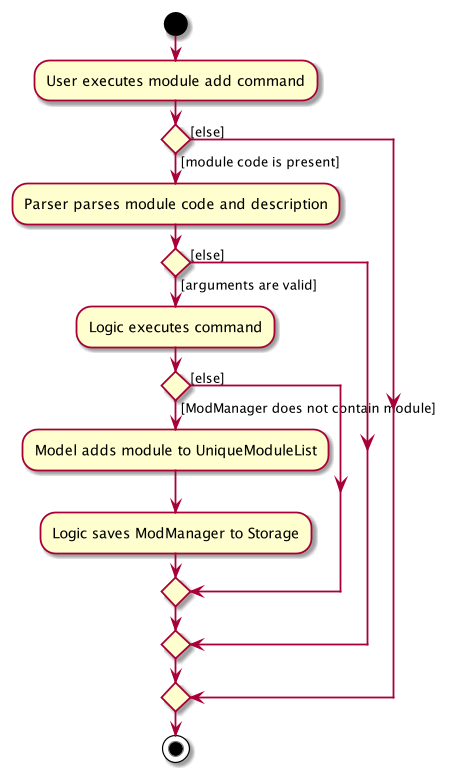 User executes module add command
[else]
[module code is present]
Parser parses module code and description
[else]
[arguments are valid]
Logic executes command
[else]
[ModManager does not contain module]
Model adds module to UniqueModuleList
Logic saves ModManager to Storage